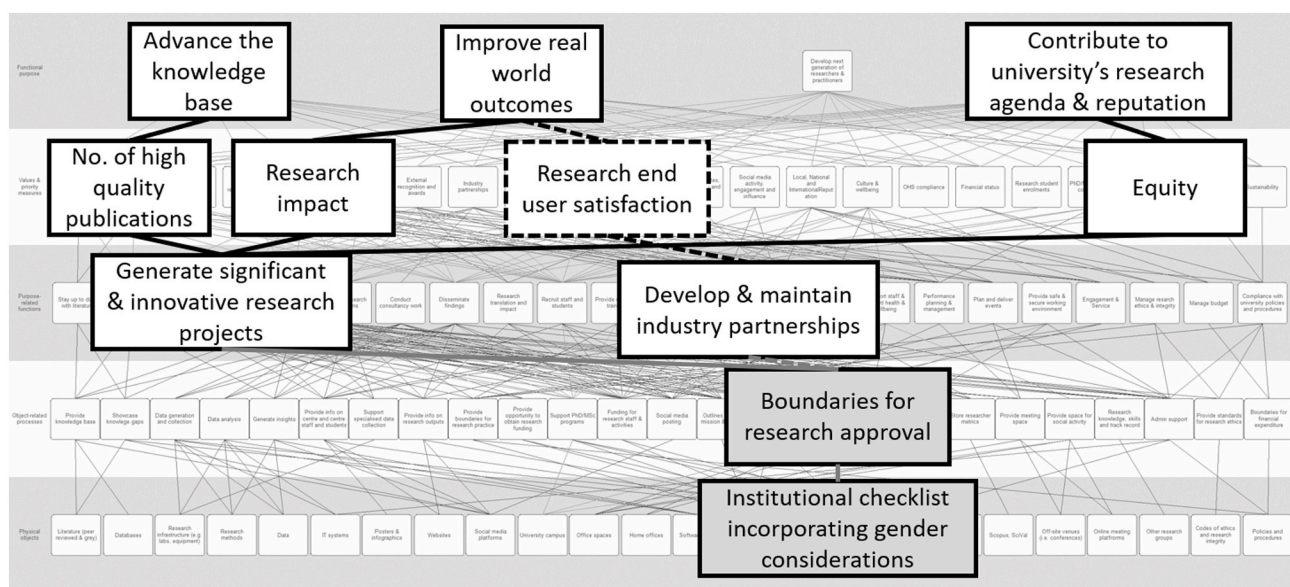 Functional
purpose
Advance the
knowledge
base
Improve real
world
outcomes
Develop next
generation of
researchers &
practitioners
Contribute to
university's research
agenda & reputation
Values &
priority
measures
No. of high
quality
publications
Research
impact
External
recognition and
awards
Industry
partnerships
Research end
user satisfaction
Social media
activity,
engagement and
influence
Local, National
and
InternationalReput
ation
Culture &
wellbeing
OHS compliance
Financial status
Research student
enrolments
Equity
Sustainability
Purpose-
related
functions
Generate significant
& innovative research
projects
Conduct
consultancy work
Disseminate
findings
Research
translation and
impact
Recruit staff and
students
Develop & maintain
industry partnerships
Performance
planning &
management
Plan and deliver
events
Provide safe &
secure working
environment
Engagement &
Service
Manage research
ethics & integrity
Manage budget
Compliance with
university policies
and procedures
Object-related
processes
Provide
knowledge base
Showcase
knowlege gaps
Data generation
and collection
Data analysis
Generate insights
Provide info on
centre and centre
staff and students
Support
specialised data
collection
Provide info on
research outputs
Provide
boundaries for
research practice
Provide
opportunity to
obtain research
funding
Support PhD/MSc
programs
Funding for
research staff &
activities
Social media
posting
Boundaries for
research approval
Provide meeting
space
Provide space for
social activity
Research
knowledge, skills
and track record
Admin support
Provide standards
for research ethics
Boundaries for
financial
expenditure
Physical
objects
Literature (peer
reviewed & grey)
Databases
Research
infrastructure (e.g.
labs, equipment)
Research
methods
Data
IT systems
Posters &
infographics
Websites
Social media
platforms
University campus
Office spaces
Home offices
Institutional checklist
incorporating gender
considerations
Scopus, SciVal
Off-site venues
(i.e. conferences)
Online meeting
platfroms
Other research
groups
Codes of ethics
and research
integrity
Policies and
procedures